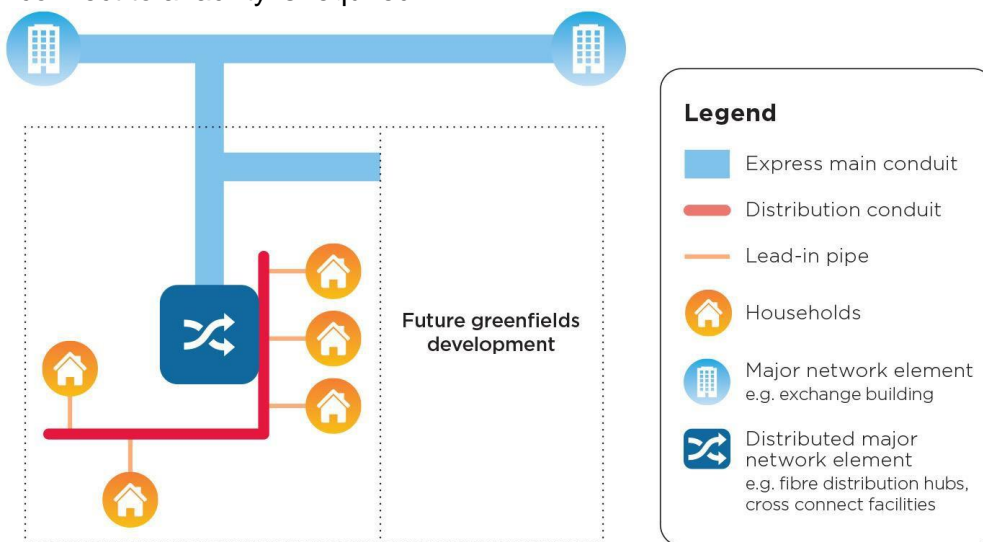 Future greenfields
development
Legend
Express main conduit
Distribution conduit
Lead-in pipe
Households
Major network element
e.g. exchange building
Distributed major
network element
e.g. fibre distribution hubs,
cross connect facilities